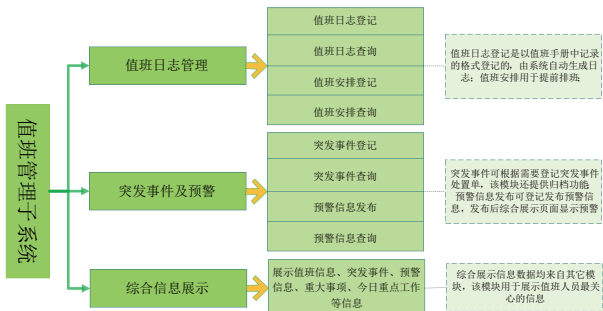 值班管理子系统
值班日志管理
值班日志登记
值班日志查询
值班安排登记
值班安排查询
值班日志登记是以值班手册中记录
的格式登记的，由系统自动生成日
志；值班安排用于提前排班
突发事件及预警
突发事件登记
突发事件查询
预警信息发布
预警信息查询
突发事件可根据需要登记突发事件
处置单，该模块还提供归档功能
预警信息发布可登记发布预警信
息，发布后综合展示页面显示预警
综合信息展示
展示值班信息、突发事件、预警
信息、重大事项、今日重点工作
等信息
综合展示信息数据均来自其它模
块，该模块用于展示值班人员最关
心的信息